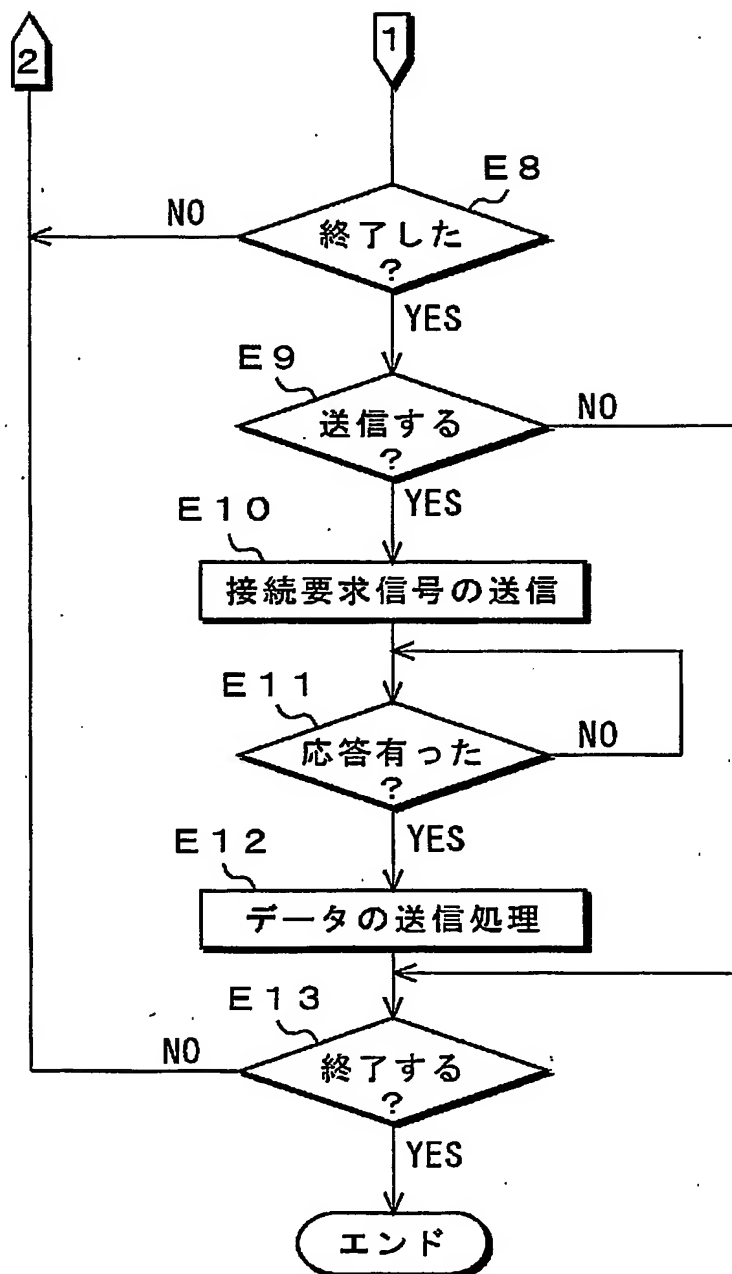 2
1
E8
NO
終了した
?
YES
E9
送信する
?
NO
YES
E10
接続要求信号の送信
E11
応答有った
?
NO
YES
E12
データの送信処理
E13
NO
終了する
?
YES
エンド